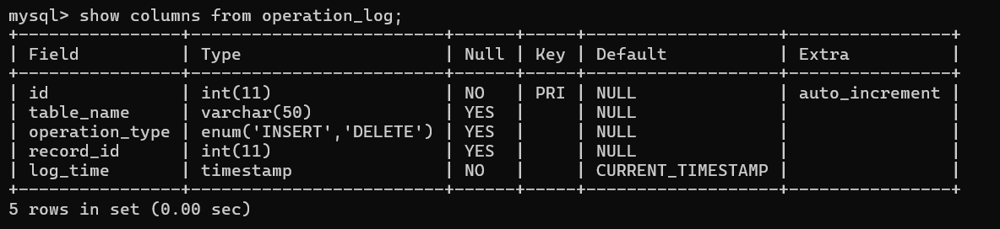 mysql> show columns from operation_log;
+----------------+-------------------------+------+-----+-------------------+----------------+
| Field          | Type                    | Null | Key | Default           | Extra          |
+----------------+-------------------------+------+-----+-------------------+----------------+
| id             | int(11)                 | NO   | PRI | NULL              | auto_increment |
| table_name     | varchar(50)             | YES  |     | NULL              |                |
| operation_type | enum('INSERT','DELETE') | YES  |     | NULL              |                |
| record_id      | int(11)                 | YES  |     | NULL              |                |
| log_time       | timestamp               | NO   |     | CURRENT_TIMESTAMP |                |
+----------------+-------------------------+------+-----+-------------------+----------------+
5 rows in set (0.00 sec)